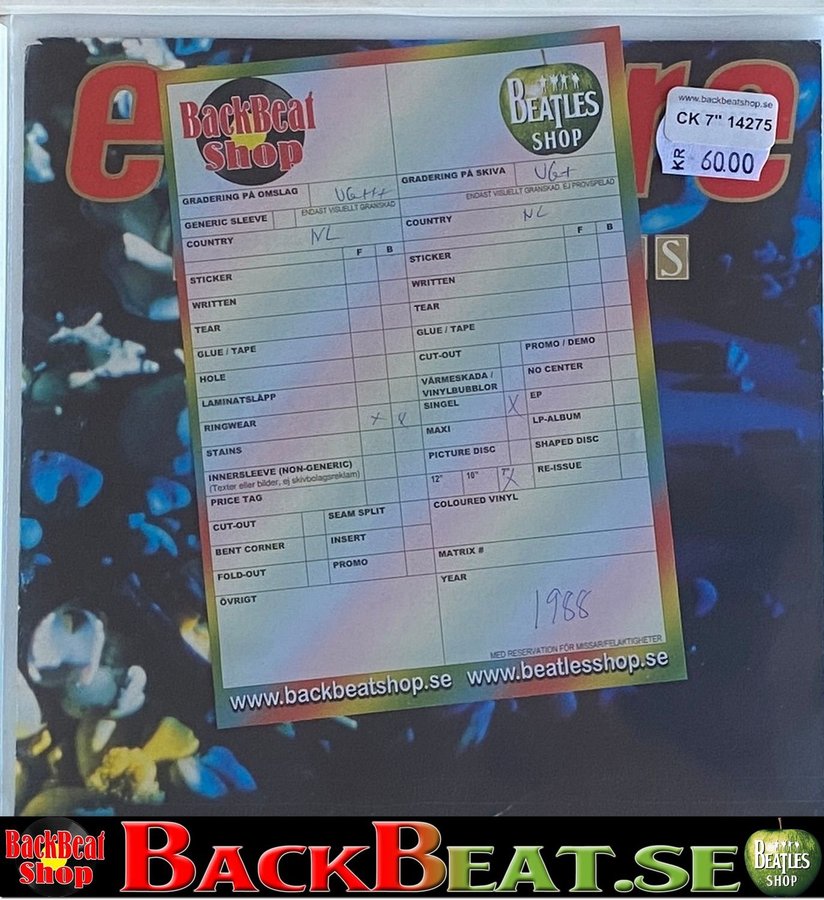 e re
S
www.backbeatshop.se
CK 7" 14275
KR 60.00
BackBeat Shop
BEATLES SHOP
GRADERING PÅ OMSLAG VG+++
ENDAST VISUELLT GRANSKAD
GENERIC SLEEVE
COUNTRY NL
F B
STICKER
WRITTEN
TEAR
GLUE / TAPE
HOLE
LAMINATSLÄPP
RINGWEAR x x
STAINS
INNERSLEEVE (NON-GENERIC)
(Texter eller bilder, ej skivbolagsreklam)
PRICE TAG
CUT-OUT SEAM SPLIT
BENT CORNER INSERT
FOLD-OUT PROMO
ÖVRIGT
GRADERING PÅ SKIVA VG+
ENDAST VISUELLT GRANSKAD. EJ PROVSPELAD
COUNTRY NL
F B
STICKER
WRITTEN
TEAR
GLUE / TAPE
CUT-OUT PROMO / DEMO
VÄRMESKADA / VINYLBUBBLOR NO CENTER
SINGEL X EP
MAXI LP-ALBUM
PICTURE DISC SHAPED DISC
12" 10" 7" X RE-ISSUE
COLOURED VINYL
MATRIX #
YEAR
1988
MED RESERVATION FÖR MISSAR/FELAKTIGHETER
www.backbeatshop.se www.beatlesshop.se
BackBeat Shop BACKBEAT.SE BEATLES SHOP